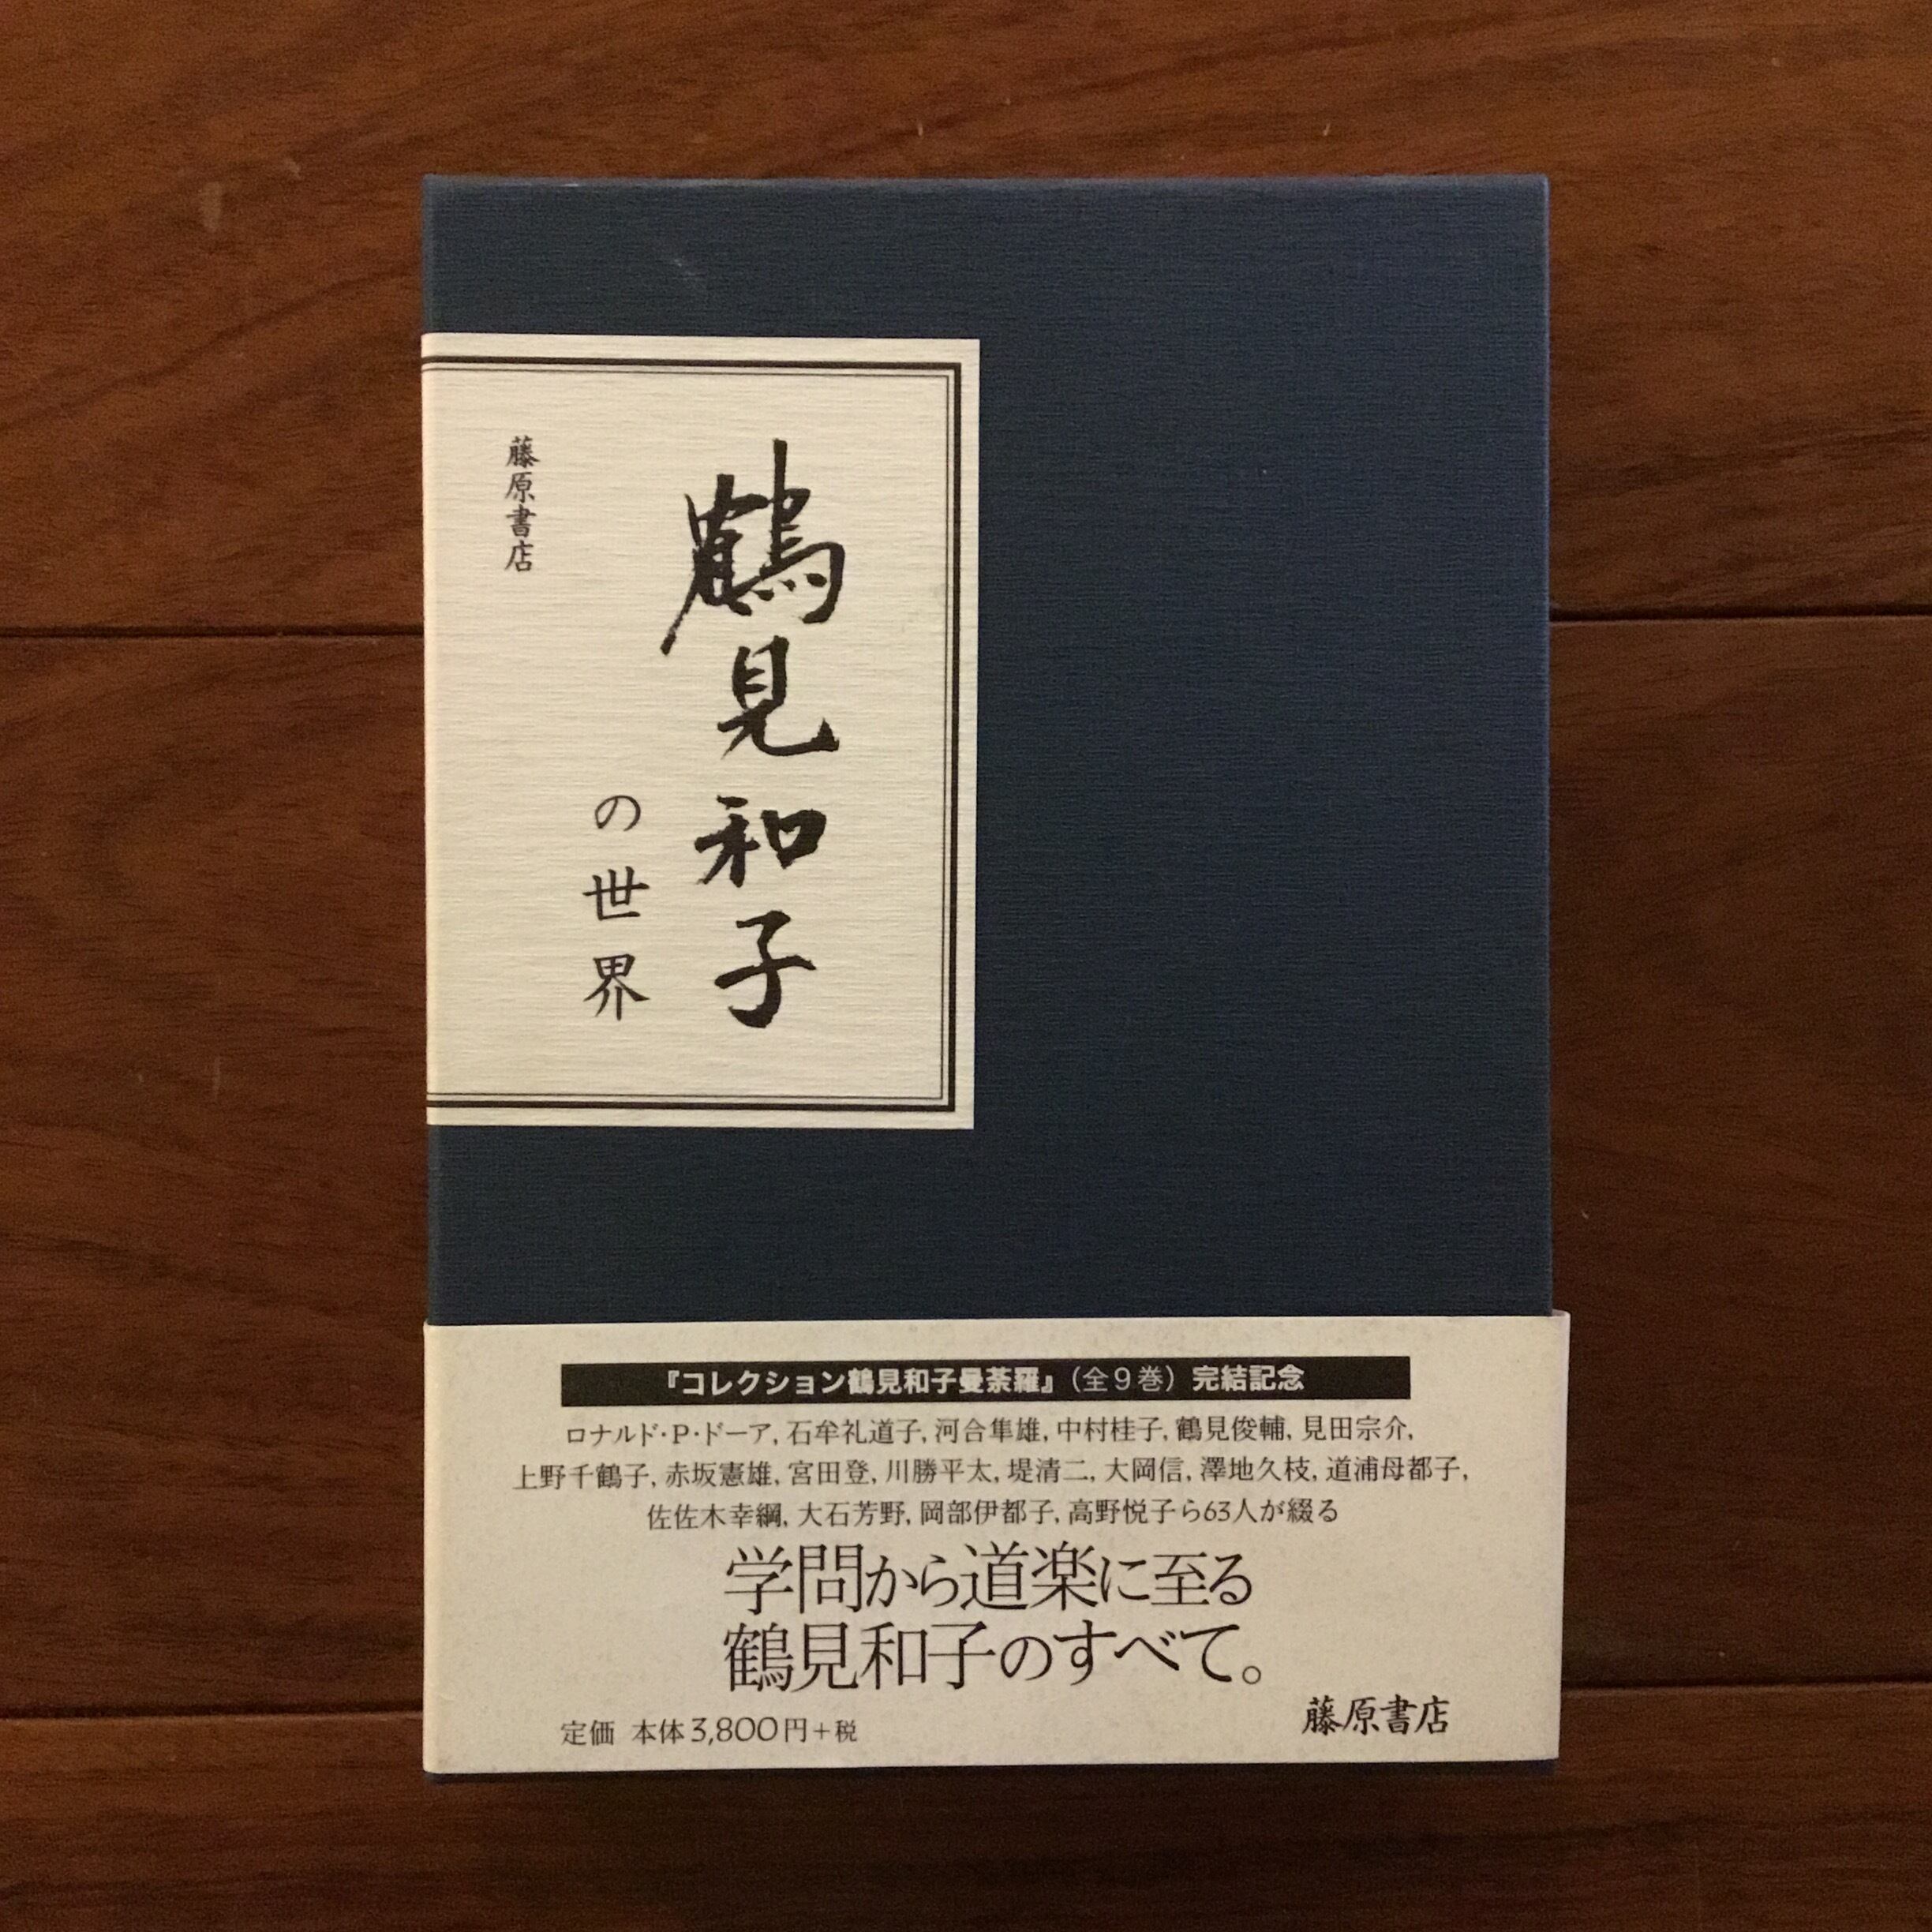 鶴見和子
の世界
藤原書店
『コレクション鶴見和子曼荼羅』（全９巻）完結記念
ロナルド・P・ドーア, 石牟礼道子, 河合隼雄, 中村桂子, 鶴見俊輔, 見田宗介,
上野千鶴子, 赤坂憲雄, 宮田登, 川勝平太, 堤清二, 大岡信, 澤地久枝, 道浦母都子,
佐佐木幸綱, 大石芳野, 岡部伊都子, 高野悦子ら63人が綴る
学問から道楽に至る
鶴見和子のすべて。
藤原書店
定価 本体3,800円＋税